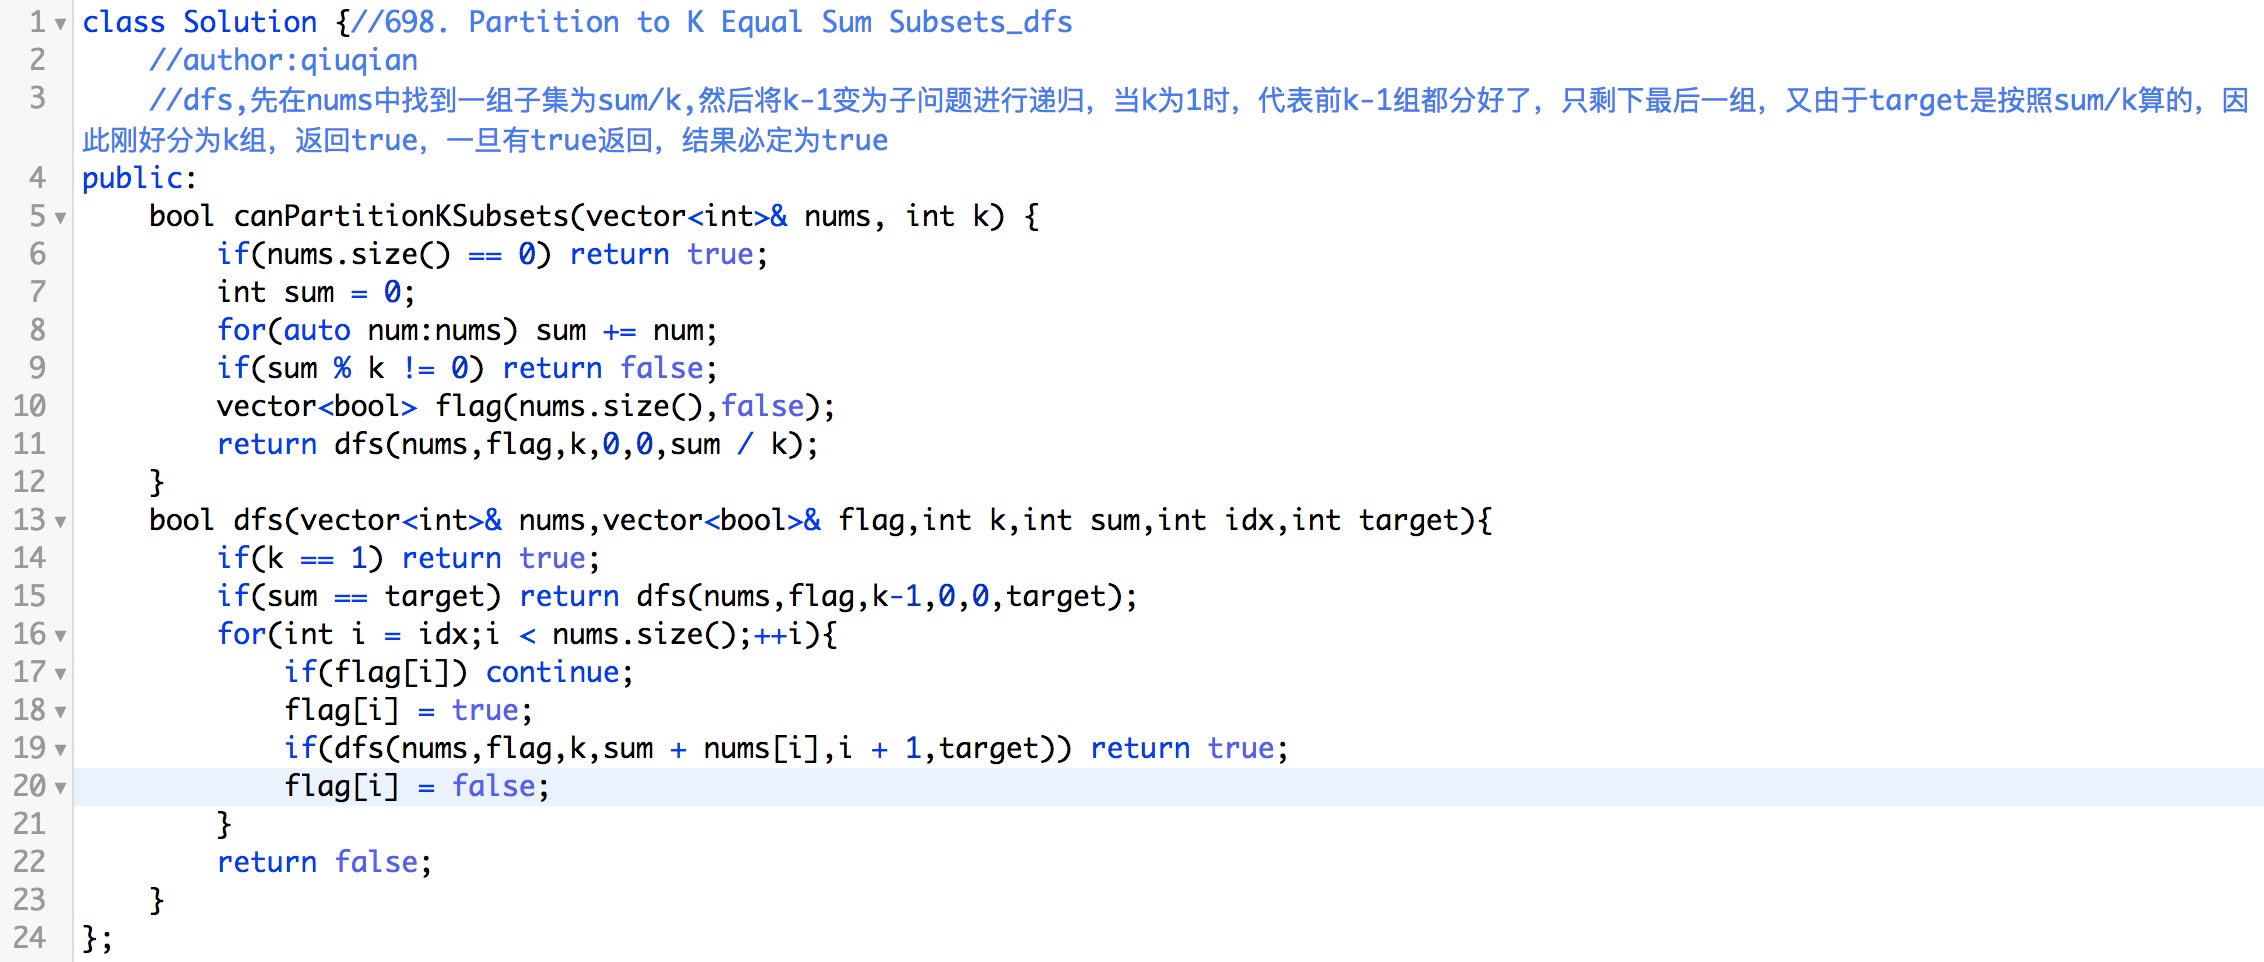 1 class Solution {//698. Partition to K Equal Sum Subsets_dfs
2     //author:qiuqian
3     //dfs,先在nums中找到一组子集为sum/k,然后将k-1变为子问题进行递归，当k为1时，代表前k-1组都分好了，只剩下最后一组，又由于target是按照sum/k算的，因
此刚好分为k组，返回true，一旦有true返回，结果必定为true
4 public:
5     bool canPartitionKSubsets(vector<int>& nums, int k) {
6         if(nums.size() == 0) return true;
7         int sum = 0;
8         for(auto num:nums) sum += num;
9         if(sum % k != 0) return false;
10         vector<bool> flag(nums.size(),false);
11         return dfs(nums,flag,k,0,0,sum / k);
12     }
13     bool dfs(vector<int>& nums,vector<bool>& flag,int k,int sum,int idx,int target){
14         if(k == 1) return true;
15         if(sum == target) return dfs(nums,flag,k-1,0,0,target);
16         for(int i = idx;i < nums.size();++i){
17             if(flag[i]) continue;
18             flag[i] = true;
19             if(dfs(nums,flag,k,sum + nums[i],i + 1,target)) return true;
20             flag[i] = false;
21         }
22         return false;
23     }
24 };